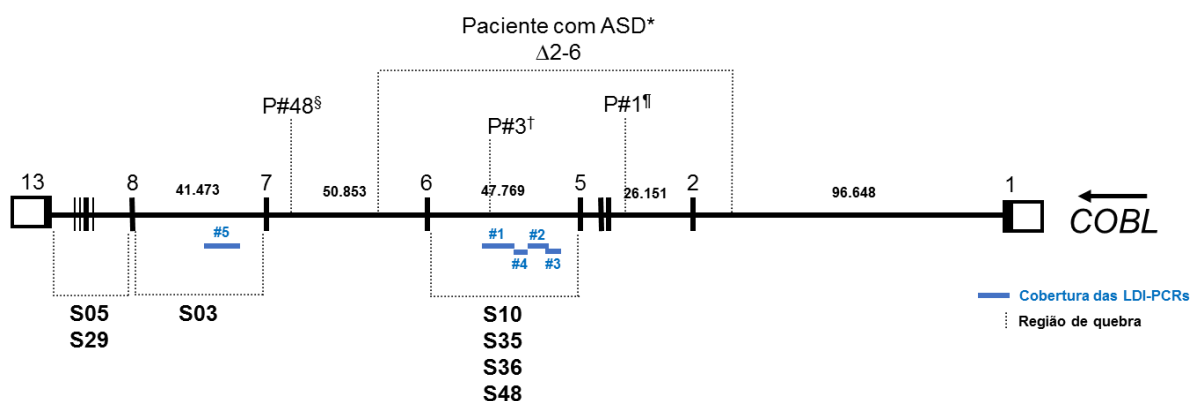 Paciente com ASD*
Δ2-6
P#48§
P#3†
P#1¶
13
8
41.473
7
50.853
6
47.769
5
26.151
2
96.648
1
COBL
#5
#1
#2
#4
#3
S05
S29
S03
S10
S35
S36
S48
Cobertura das LDI-PCRs
Região de quebra